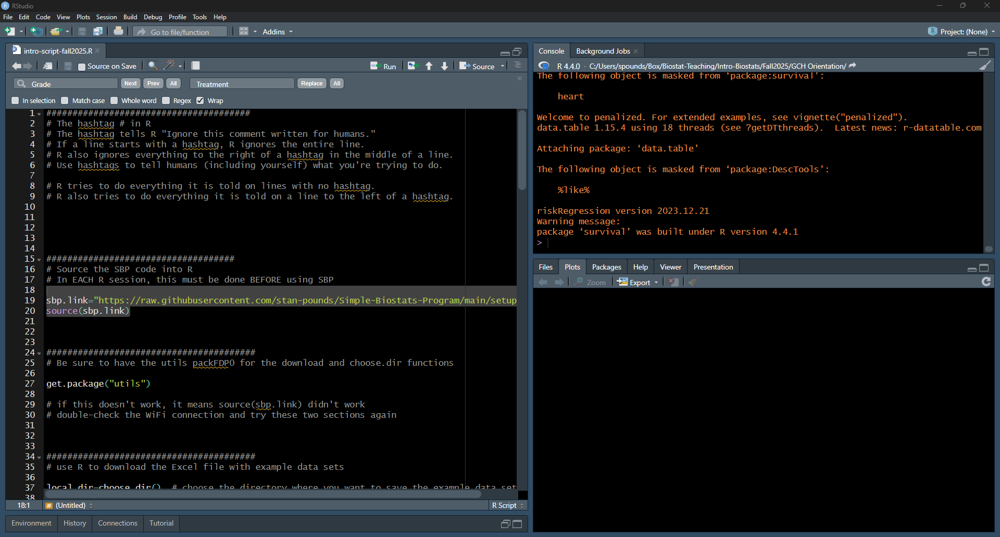 RStudio
File Edit Code View Plots Session Build Debug Profile Tools Help
Go to file/function Addins Project: (None)
intro-script-fall2025.R
Source on Save Run Source
Grade Next Prev All Treatment Replace All
In selection Match case Whole word Regex Wrap
1 #######################################
2 # The hashtag # in R
3 # The hashtag tells R "Ignore this comment written for humans."
4 # If a line starts with a hashtag, R ignores the entire line.
5 # R also ignores everything to the right of a hashtag in the middle of a line.
6 # Use hashtags to tell humans (including yourself) what you're trying to do.
7
8 # R tries to do everything it is told on lines with no hashtag.
9 # R also tries to do everything it is told on a line to the left of a hashtag.
10
11
12
13
14
15 ####################################
16 # Source the SBP code into R
17 # In EACH R session, this must be done BEFORE using SBP
18
19 sbp.link="https://raw.githubusercontent.com/stan-pounds/Simple-Biostats-Program/main/setup
20 source(sbp.link)
21
22
23
24 ########################################
25 # Be sure to have the utils packFDPO for the download and choose.dir functions
26
27 get.package("utils")
28
29 # if this doesn't work, it means source(sbp.link) didn't work
30 # double-check the WiFi connection and try these two sections again
31
32
33
34 ########################################
35 # use R to download the Excel file with example data sets
36
37 local.dir=choose.dir() # choose the directory where you want to save the example data set
38
18:1 (Untitled) R Script
Environment History Connections Tutorial
Console Background Jobs
R 4.4.0 · C:/Users/spounds/Box/Biostat-Teaching/Intro-Biostats/Fall2025/GCH Orientation/
The following object is masked from ‘package:survival’:
heart
Welcome to penalized. For extended examples, see vignette("penalized").
data.table 1.15.4 using 18 threads (see ?getDTthreads).  Latest news: r-datatable.com
Attaching package: ‘data.table’
The following object is masked from ‘package:DescTools’:
%like%
riskRegression version 2023.12.21
Warning message:
package ‘survival’ was built under R version 4.4.1
>
Files Plots Packages Help Viewer Presentation
Zoom Export